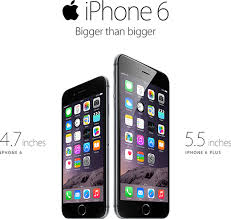 iPhone 6
Bigger than bigger
4.7 inches
IPHONE 6
5.5 inches
IPHONE 6 PLUS